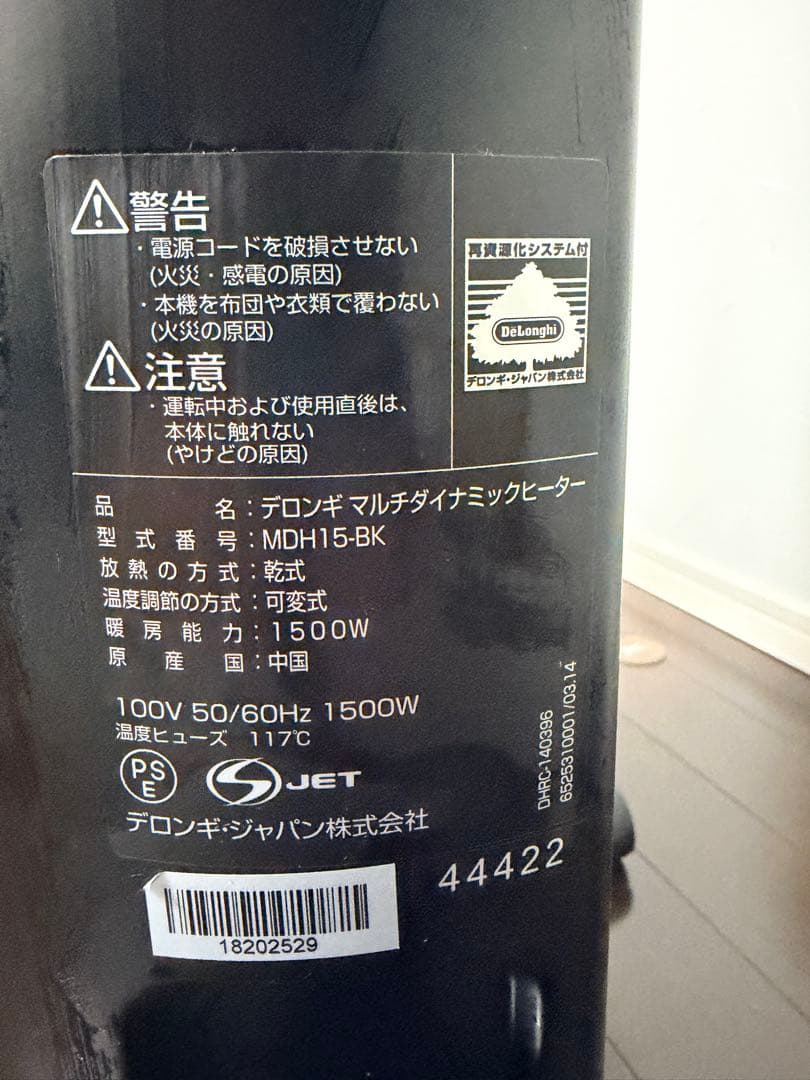 警告
・電源コードを破損させない
(火災・感電の原因)
・本機を布団や衣類で覆わない
(火災の原因)
注意
・運転中および使用直後は、
本体に触れない
(やけどの原因)
再資源化システム付
DeLonghi
デロンギ・ジャパン株式会社
品名:デロンギ マルチダイナミックヒーター
型式番号:MDH15-BK
放熱の方式:乾式
温度調節の方式:可変式
暖房能力:1500W
原産国:中国
100V 50/60Hz 1500W
温度ヒューズ 117℃
PSE
JET
デロンギ・ジャパン株式会社
DHRC-140396
6525310001/03.14
44422
18202529